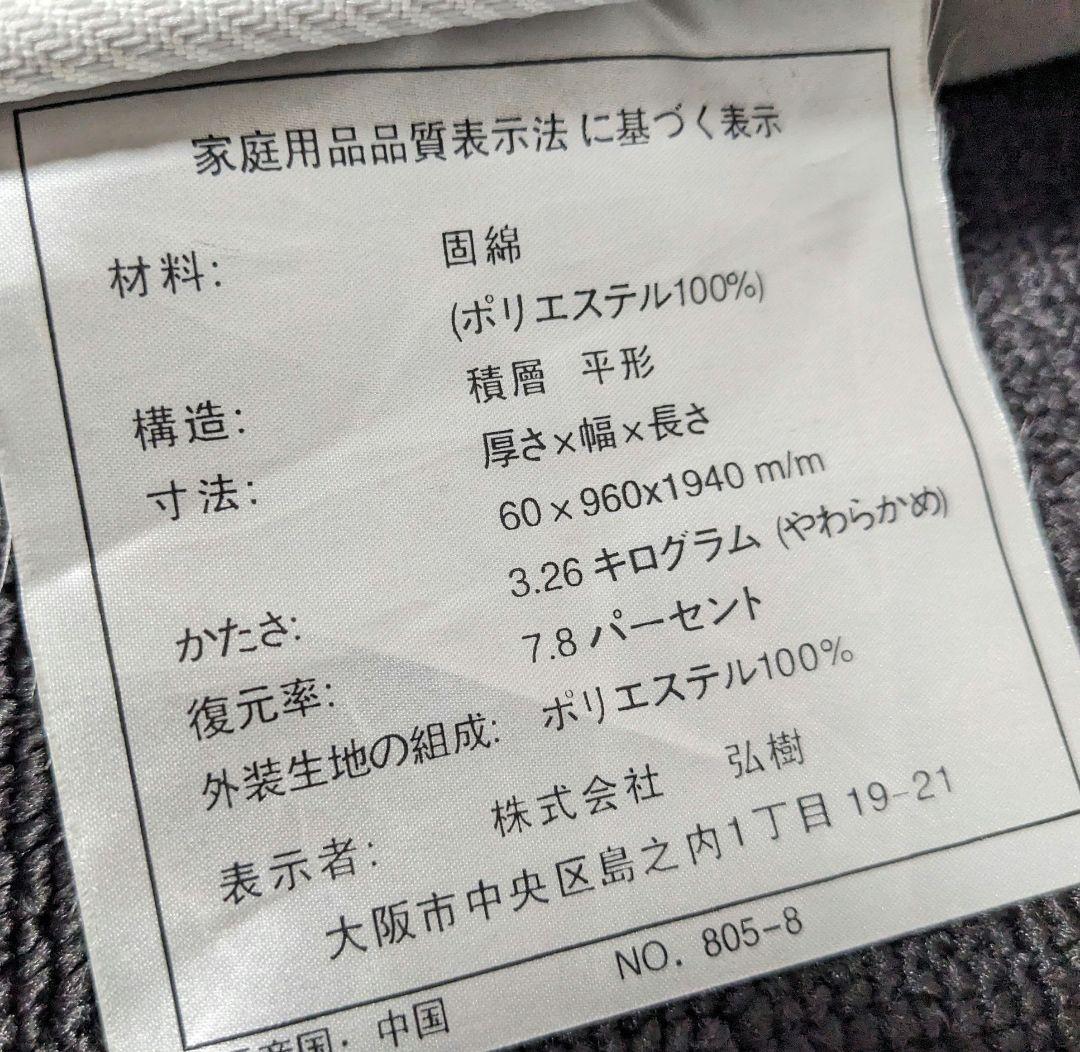 家庭用品品質表示法に基づく表示
材料: 固綿
(ポリエステル100%)
構造: 積層 平形
寸法: 厚さ×幅×長さ
60×960x1940 m/m
かたさ: 3.26 キログラム (やわらかめ)
復元率: 7.8 パーセント
外装生地の組成: ポリエステル100%
表示者: 株式会社 弘樹
大阪市中央区島之内1丁目 19-21
NO. 805-8
産国: 中国